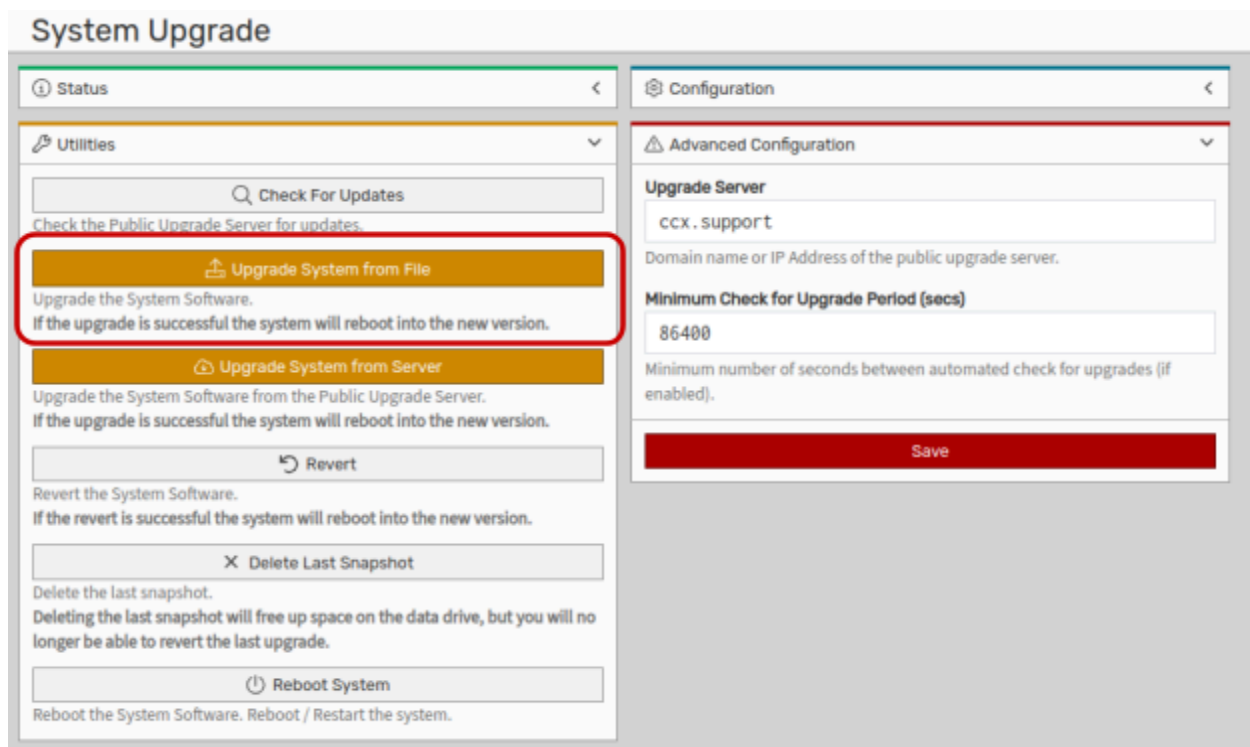 System Upgrade
Status
Utilities
Check For Updates
Check the Public Upgrade Server for updates.
Upgrade System from File
Upgrade the System Software.
If the upgrade is successful the system will reboot into the new version.
Upgrade System from Server
Upgrade the System Software from the Public Upgrade Server.
If the upgrade is successful the system will reboot into the new version.
Revert
Revert the System Software.
If the revert is successful the system will reboot into the new version.
Delete Last Snapshot
Delete the last snapshot.
Deleting the last snapshot will free up space on the data drive, but you will no
longer be able to revert the last upgrade.
Reboot System
Reboot the System Software. Reboot / Restart the system.
Configuration
Advanced Configuration
Upgrade Server
ccx.support
Domain name or IP Address of the public upgrade server.
Minimum Check for Upgrade Period (secs)
86400
Minimum number of seconds between automated check for upgrades (if
enabled).
Save